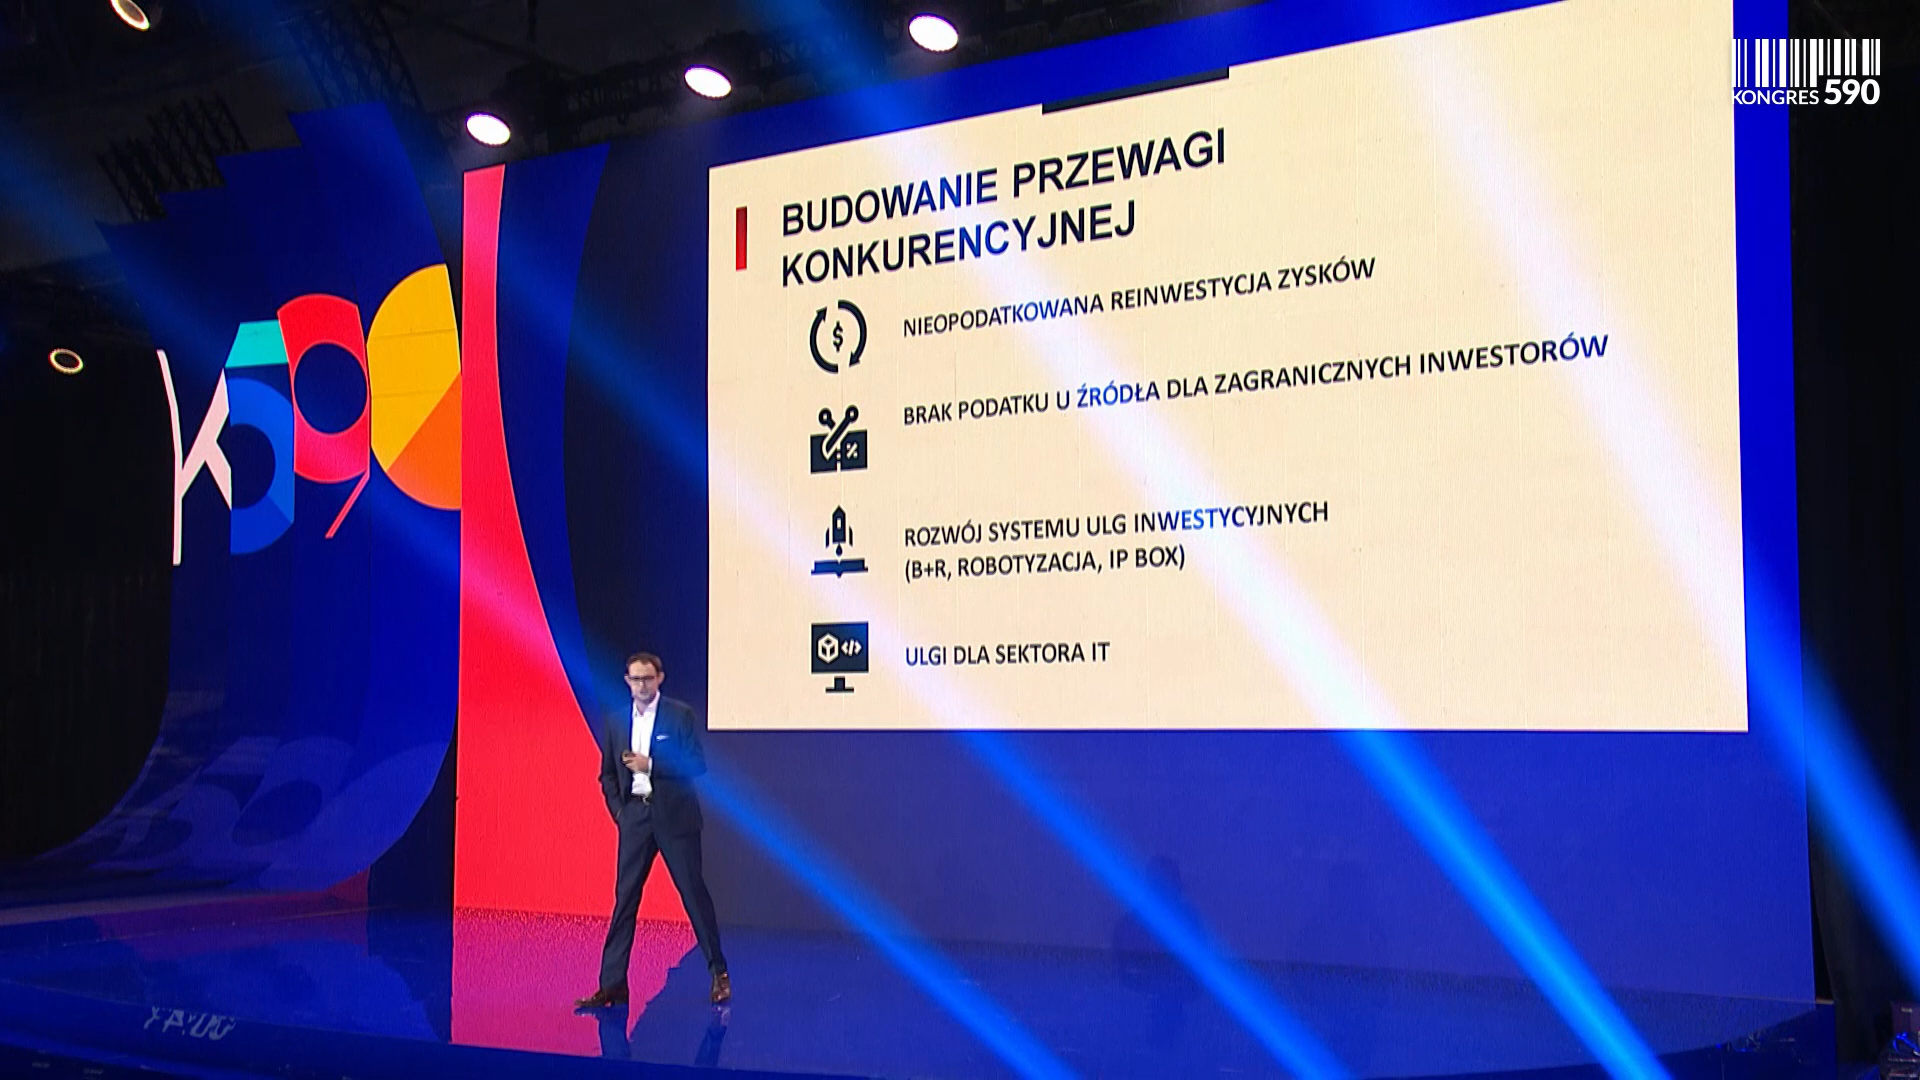 KONGRES 590
BUDOWANIE PRZEWAGI
KONKURENCYJNEJ
NIEOPODATKOWANA REINWESTYCJA ZYSKÓW
BRAK PODATKU U ŹRÓDŁA DLA ZAGRANICZNYCH INWESTORÓW
ROZWÓJ SYSTEMU ULG INWESTYCYJNYCH
(B+R, ROBOTYZACJA, IP BOX)
ULGI DLA SEKTORA IT
K590